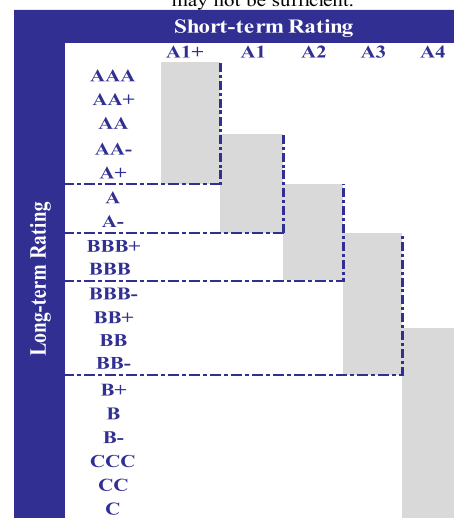 may not be sufficient.
Short-term Rating
A1+ A1 A2 A3 A4
Long-term Rating
AAA
AA+
AA
AA-
A+
A
A-
BBB+
BBB
BBB-
BB+
BB
BB-
B+
B
B-
CCC
CC
C